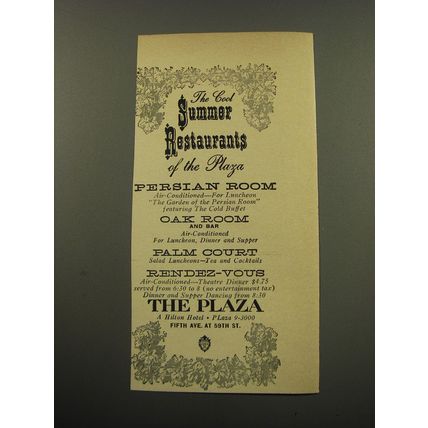 The Cool
Summer
Restaurants
of the Plaza
PERSIAN ROOM
Air-Conditioned—For Luncheon
"The Garden of the Persian Room"
featuring The Cold Buffet
OAK ROOM
AND BAR
Air-Conditioned
For Luncheon, Dinner and Supper
PALM COURT
Salad Luncheons—Tea and Cocktails
RENDEZ-VOUS
Air-Conditioned—Theatre Dinner $4.75
served from 6:30 to 8 (no entertainment tax)
Dinner and Supper Dancing from 8:30
THE PLAZA
A Hilton Hotel • PLaza 9-3000
FIFTH AVE. AT 59TH ST.